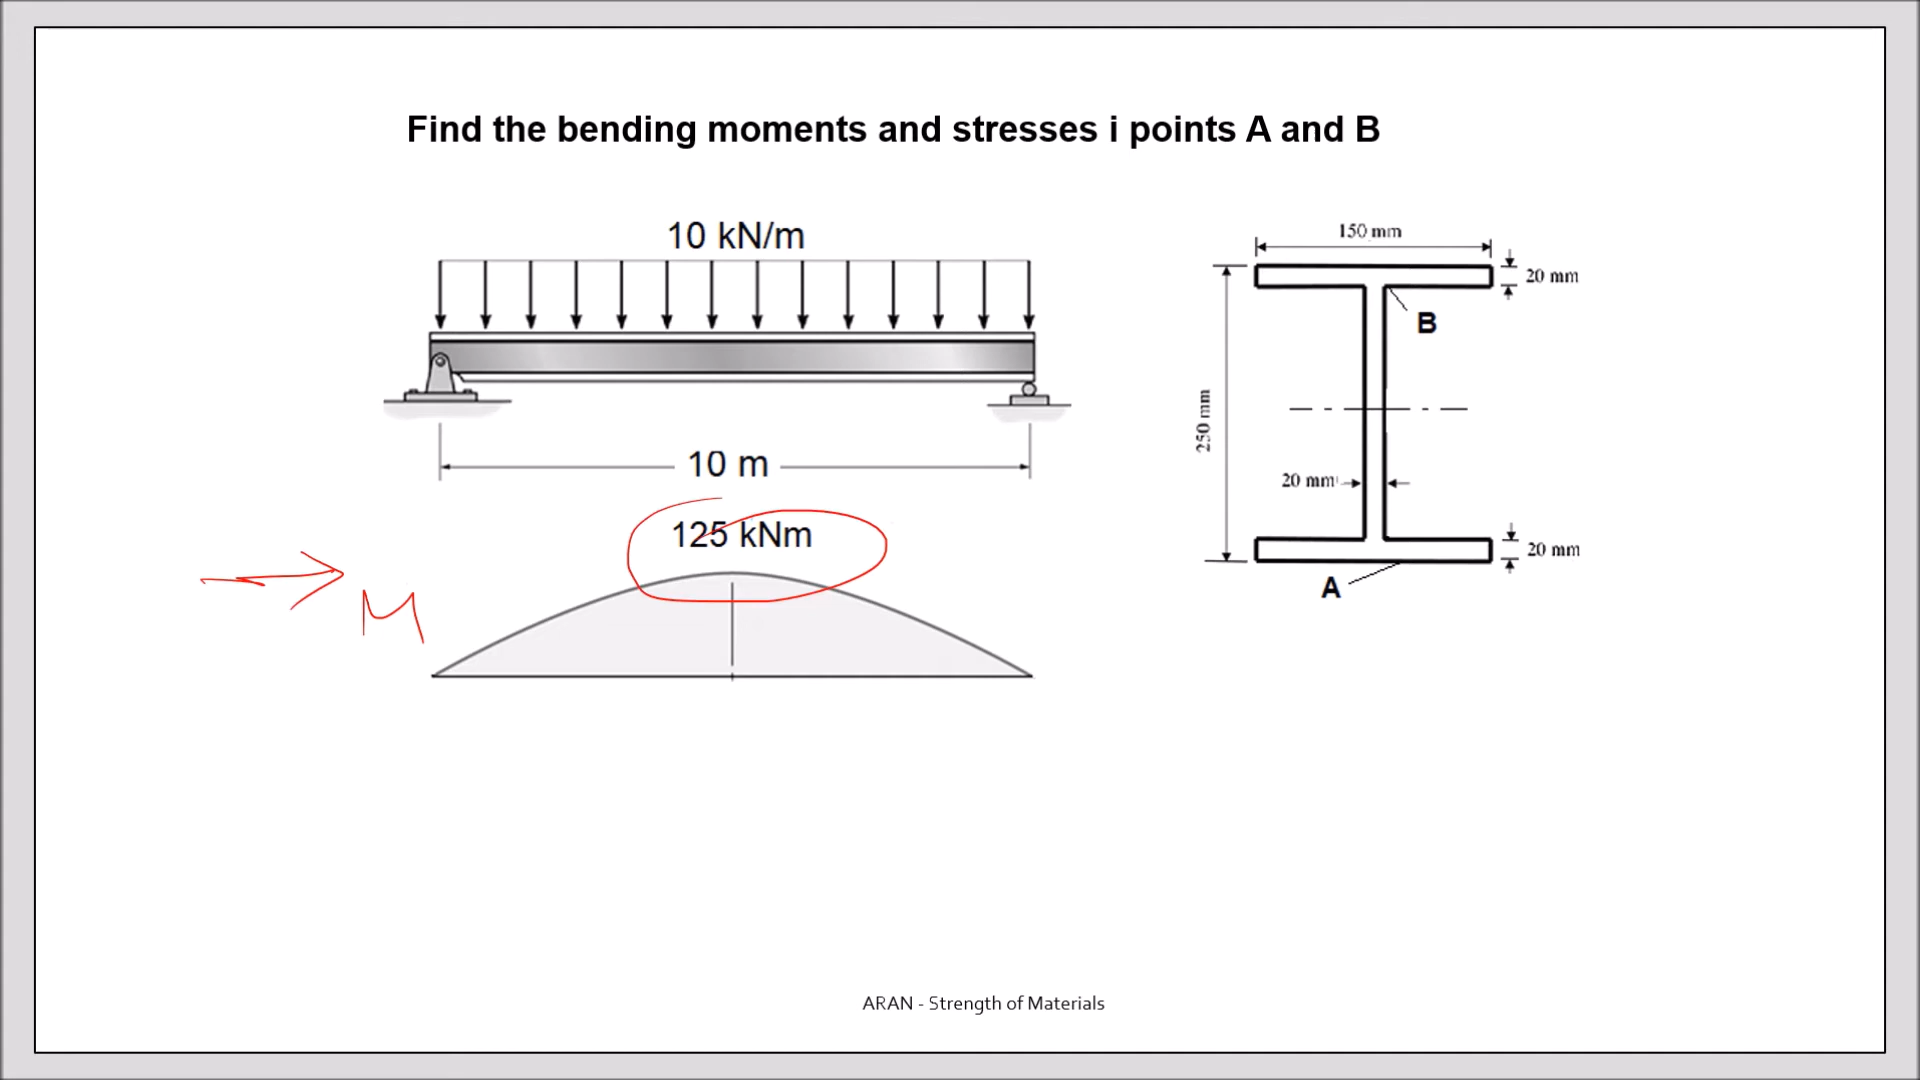 Find the bending moments and stresses i points A and B
10 kN/m
150 mm
20 mm
B
250 mm
10 m
20 mm
125 kNm
20 mm
A
M
ARAN - Strength of Materials